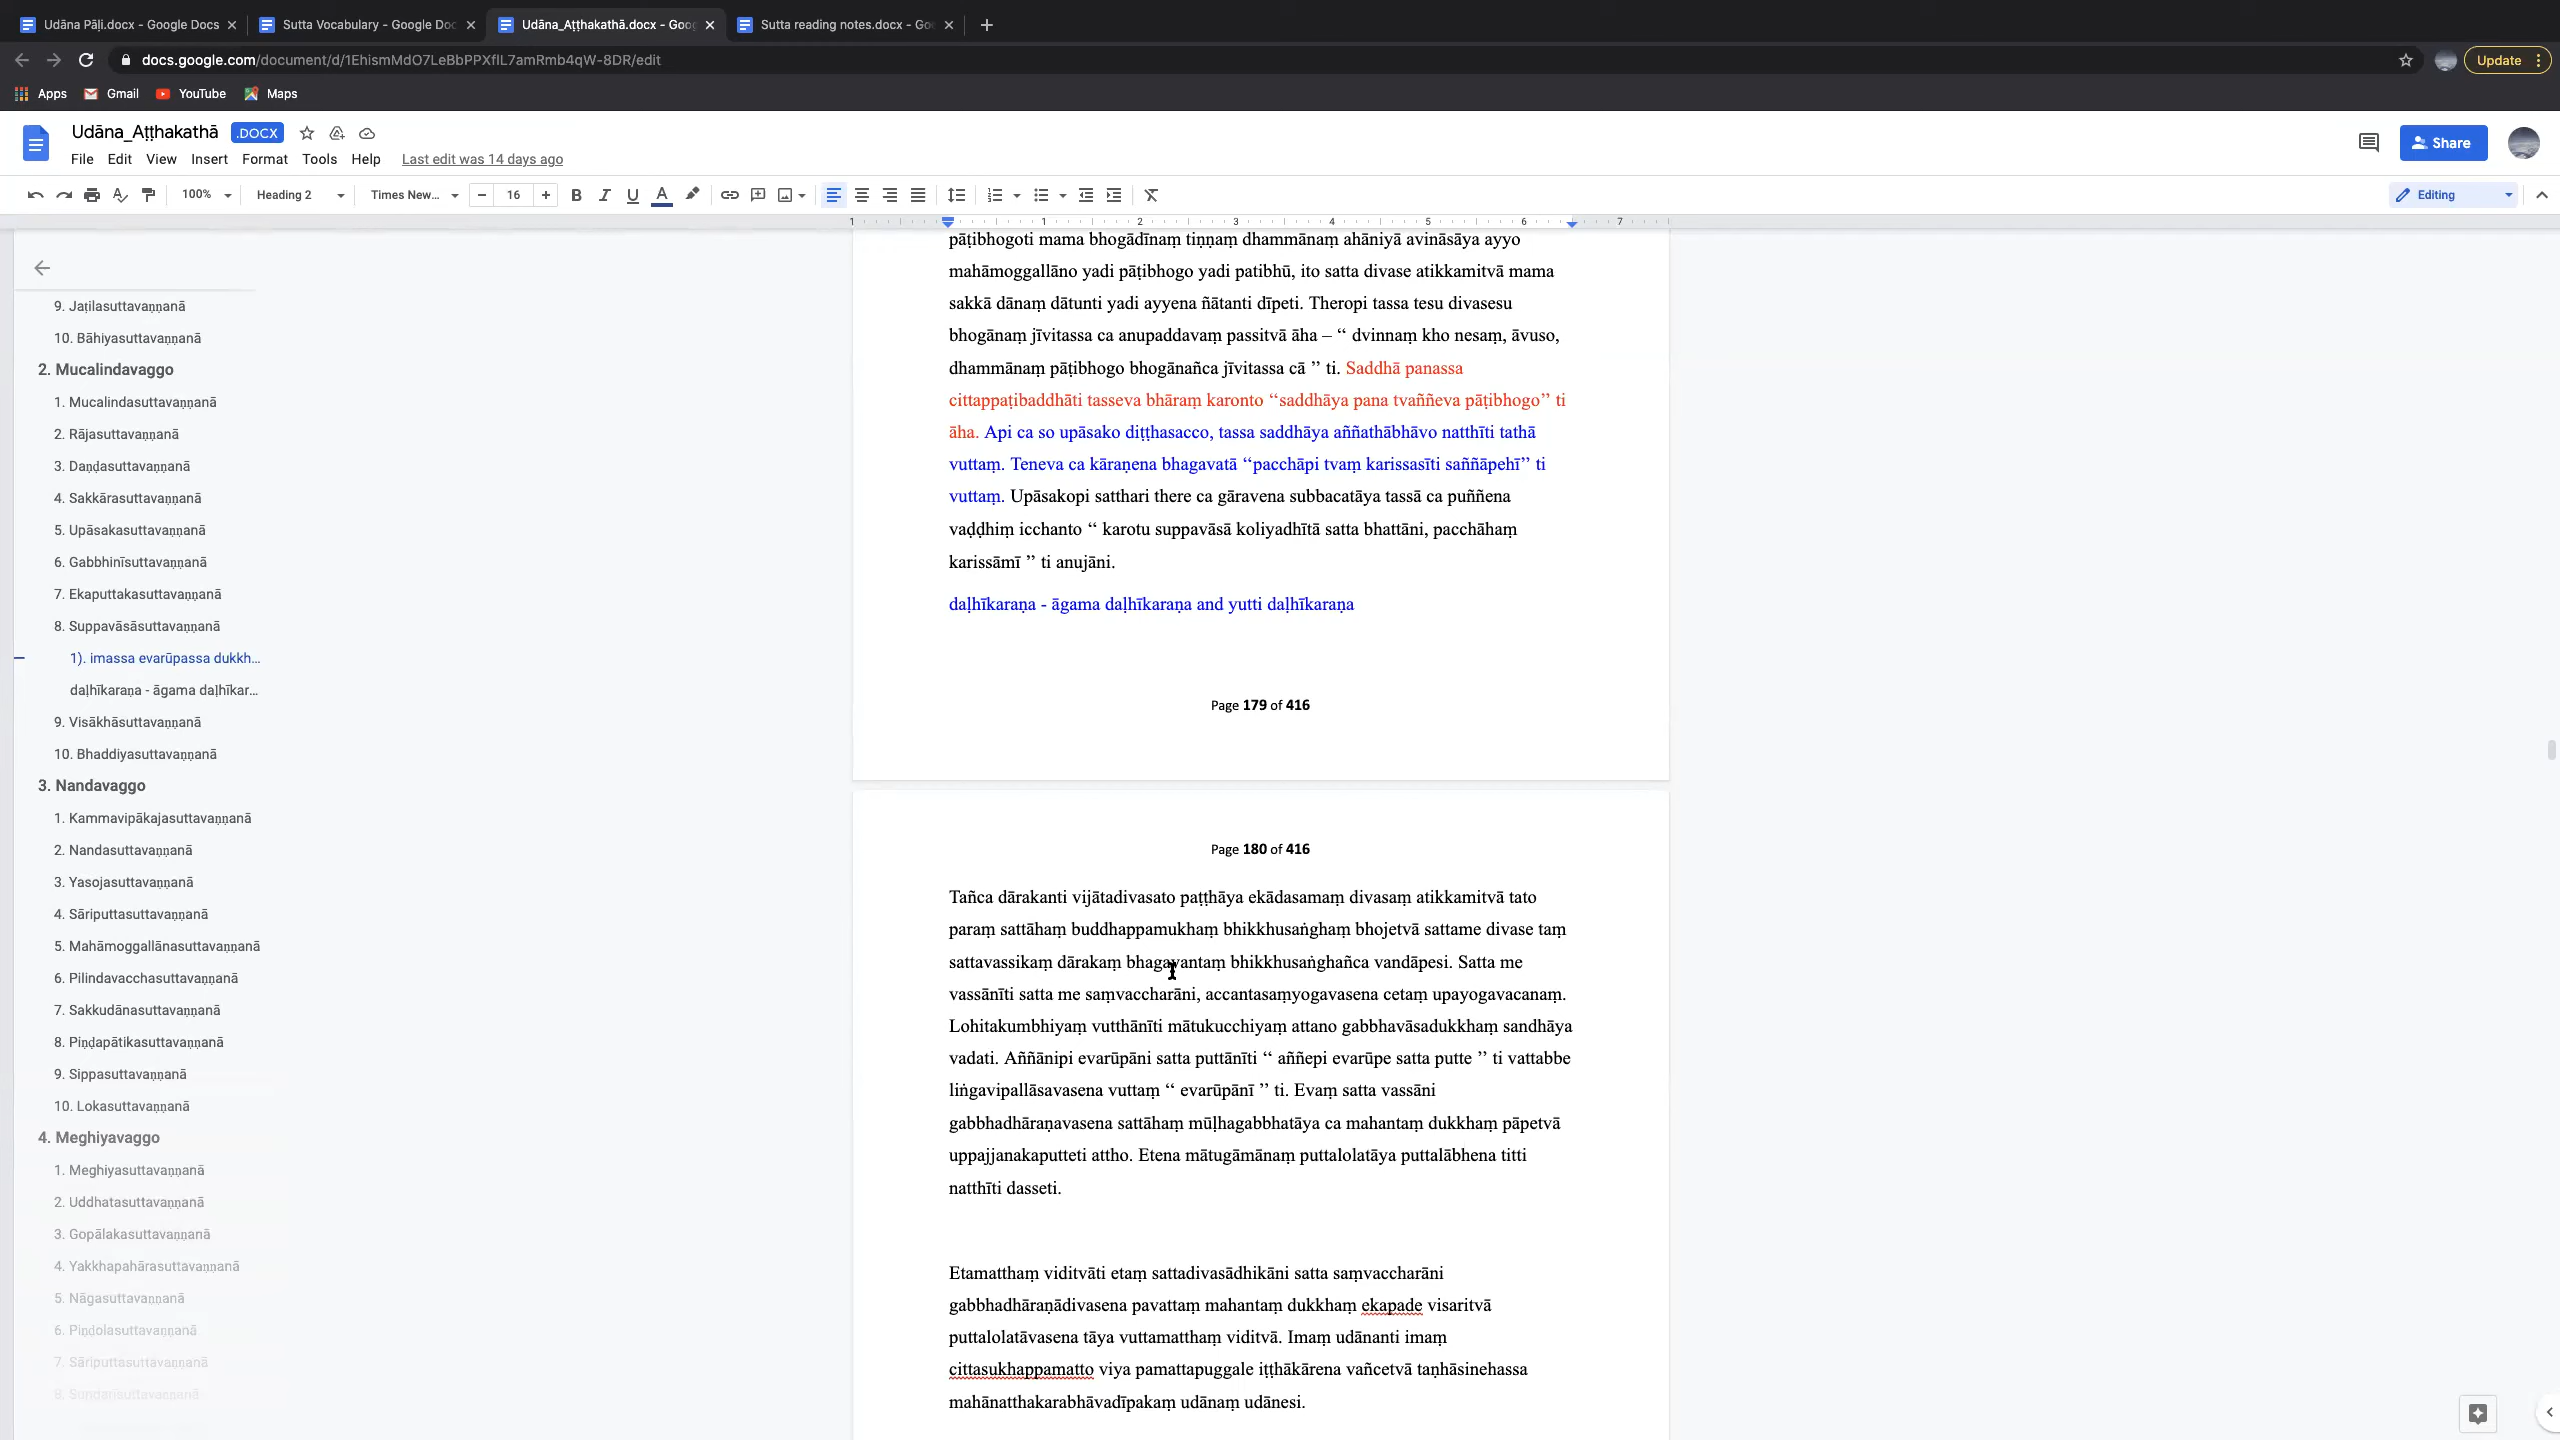 Udāna Pāḷi.docx - Google Docs
Sutta Vocabulary - Google Doc
Udāna_Aṭṭhakathā.docx - Goog
Sutta reading notes.docx - Goo
docs.google.com/document/d/1EhismMdO7LeBbPPXfIL7amRmb4qW-8DR/edit
Update
Apps
Gmail
YouTube
Maps
Udāna_Aṭṭhakathā
.DOCX
File Edit View Insert Format Tools Help Last edit was 14 days ago
Share
100% Heading 2 Times New... 16
Editing
1 1 2 3 4 5 6 7
9. Jaṭilasuttavaṇṇanā
10. Bāhiyasuttavaṇṇanā
2. Mucalindavaggo
1. Mucalindasuttavaṇṇanā
2. Rājasuttavaṇṇanā
3. Daṇḍasuttavaṇṇanā
4. Sakkārasuttavaṇṇanā
5. Upāsakasuttavaṇṇanā
6. Gabbhinīsuttavaṇṇanā
7. Ekaputtakasuttavaṇṇanā
8. Suppavāsāsuttavaṇṇanā
1). imassa evarūpassa dukkh...
daḷhīkaraṇa - āgama daḷhīkar...
9. Visākhāsuttavaṇṇanā
10. Bhaddiyasuttavaṇṇanā
3. Nandavaggo
1. Kammavipākajasuttavaṇṇanā
2. Nandasuttavaṇṇanā
3. Yasojasuttavaṇṇanā
4. Sāriputtasuttavaṇṇanā
5. Mahāmoggallānasuttavaṇṇanā
6. Pilindavacchasuttavaṇṇanā
7. Sakkudānasuttavaṇṇanā
8. Piṇḍapātikasuttavaṇṇanā
9. Sippasuttavaṇṇanā
10. Lokasuttavaṇṇanā
4. Meghiyavaggo
1. Meghiyasuttavaṇṇanā
2. Uddhatasuttavaṇṇanā
3. Gopālakasuttavaṇṇanā
4. Yakkhapahārasuttavaṇṇanā
5. Nāgasuttavaṇṇanā
6. Piṇḍolasuttavaṇṇanā
7. Sāriputtasuttavaṇṇanā
8. Sundarīsuttavaṇṇanā
pāṭibhogoti mama bhogādīnaṃ tiṇṇaṃ dhammānaṃ ahāniyā avināsāya ayyo
mahāmoggallāno yadi pāṭibhogo yadi patibhū, ito satta divase atikkamitvā mama
sakkā dānaṃ dātunti yadi ayyena ñātanti dīpeti. Theropi tassa tesu divasesu
bhogānaṃ jīvitassa ca anupaddavaṃ passitvā āha – ‘‘ dvinnaṃ kho nesaṃ, āvuso,
dhammānaṃ pāṭibhogo bhogānañca jīvitassa cā ’’ ti. Saddhā panassa
cittappaṭibaddhāti tasseva bhāraṃ karonto ‘‘saddhāya pana tvaññeva pāṭibhogo’’ ti
āha. Api ca so upāsako diṭṭhasacco, tassa saddhāya aññathābhāvo natthīti tathā
vuttaṃ. Teneva ca kāraṇena bhagavatā ‘‘pacchāpi tvaṃ karissasīti saññāpehī’’ ti
vuttaṃ. Upāsakopi satthari there ca gāravena subbacatāya tassā ca puññena
vaḍḍhiṃ icchanto ‘‘ karotu suppavāsā koliyadhītā satta bhattāni, pacchāhaṃ
karissāmī ’’ ti anujāni.
daḷhīkaraṇa - āgama daḷhīkaraṇa and yutti daḷhīkaraṇa
Page 179 of 416
Page 180 of 416
Tañca dārakanti vijātadivasato paṭṭhāya ekādasamaṃ divasaṃ atikkamitvā tato
paraṃ sattāhaṃ buddhappamukhaṃ bhikkhusaṅghaṃ bhojetvā sattame divase taṃ
sattavassikaṃ dārakaṃ bhagavantaṃ bhikkhusaṅghañca vandāpesi. Satta me
vassānīti satta me saṃvaccharāni, accantasaṃyogavasena cetaṃ upayogavacanaṃ.
Lohitakumbhiyaṃ vutthānīti mātukucchiyaṃ attano gabbhavāsadukkhaṃ sandhāya
vadati. Aññānipi evarūpāni satta puttānīti ‘‘ aññepi evarūpe satta putte ’’ ti vattabbe
liṅgavipallāsavasena vuttaṃ ‘‘ evarūpānī ’’ ti. Evaṃ satta vassāni
gabbhadhāraṇavasena sattāhaṃ mūḷhagabbhatāya ca mahantaṃ dukkhaṃ pāpetvā
uppajjanakaputteti attho. Etena mātugāmānaṃ puttalolatāya puttalābhena titti
natthīti dasseti.
Etamatthaṃ viditvāti etaṃ sattadivasādhikāni satta saṃvaccharāni
gabbhadhāraṇādivasena pavattaṃ mahantaṃ dukkhaṃ ekapade visaritvā
puttalolatāvasena tāya vuttamatthaṃ viditvā. Imaṃ udānanti imaṃ
cittasukhappamatto viya pamattapuggale iṭṭhākārena vañcetvā taṇhāsinehassa
mahānatthakarabhāvadīpakaṃ udānaṃ udānesi.